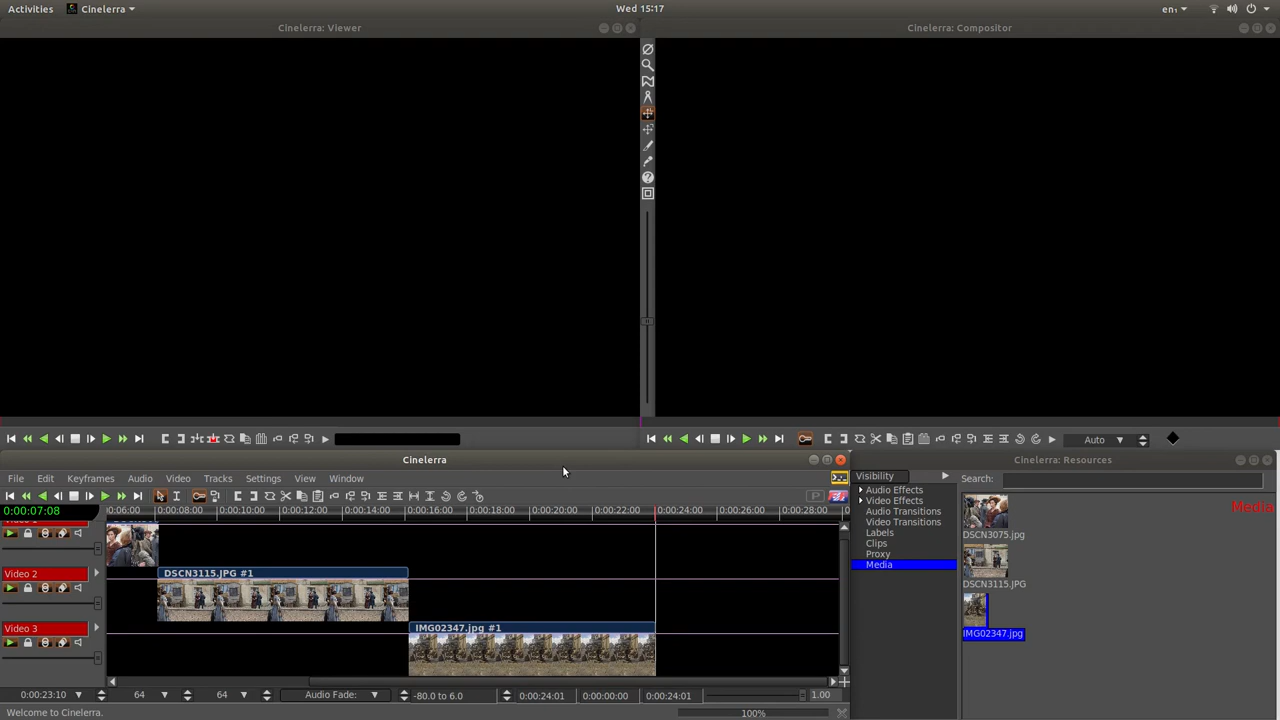 Activities Cinelerra Wed 15:17 en₁
Cinelerra: Viewer Cinelerra: Compositor
Auto
Cinelerra
Cinelerra: Resources
File Edit Keyframes Audio Video Tracks Settings View Window
Visibility Search:
0:00:07:08
0:06:00 0:00:08:00 0:00:10:00 0:00:12:00 0:00:14:00 0:00:16:00 0:00:18:00 0:00:20:00 0:00:22:00 0:00:24:00 0:00:26:00 0:00:28:00 0
Audio Effects
Video Effects
Audio Transitions
Video Transitions
Labels
Clips
Proxy
Media
Media
DSCN3075.jpg
DSCN3115.JPG
IMG02347.jpg
Video 2 DSCN3115.JPG #1
Video 3 IMG02347.jpg #1
0:00:23:10 64 64 Audio Fade: -80.0 to 6.0 0:00:24:01 0:00:00:00 0:00:24:01 1.00
Welcome to Cinelerra. 100%